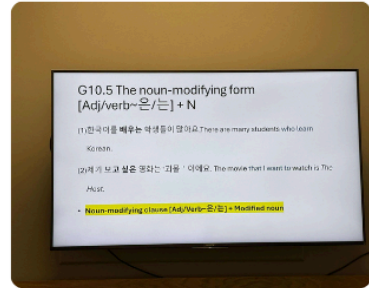 G10.5 The noun-modifying form
[Adj/verb~은/는] + N
(1)한국어를 배우는 학생들이 많아요.There are many students who learn
Korean.
(2)제가 보고 싶은 영화는 '괴물 ' 이에요. The movie that I want to watch is The
Host.
• Noun-modifying clause [Adj/Verb~은/는] + Modified noun